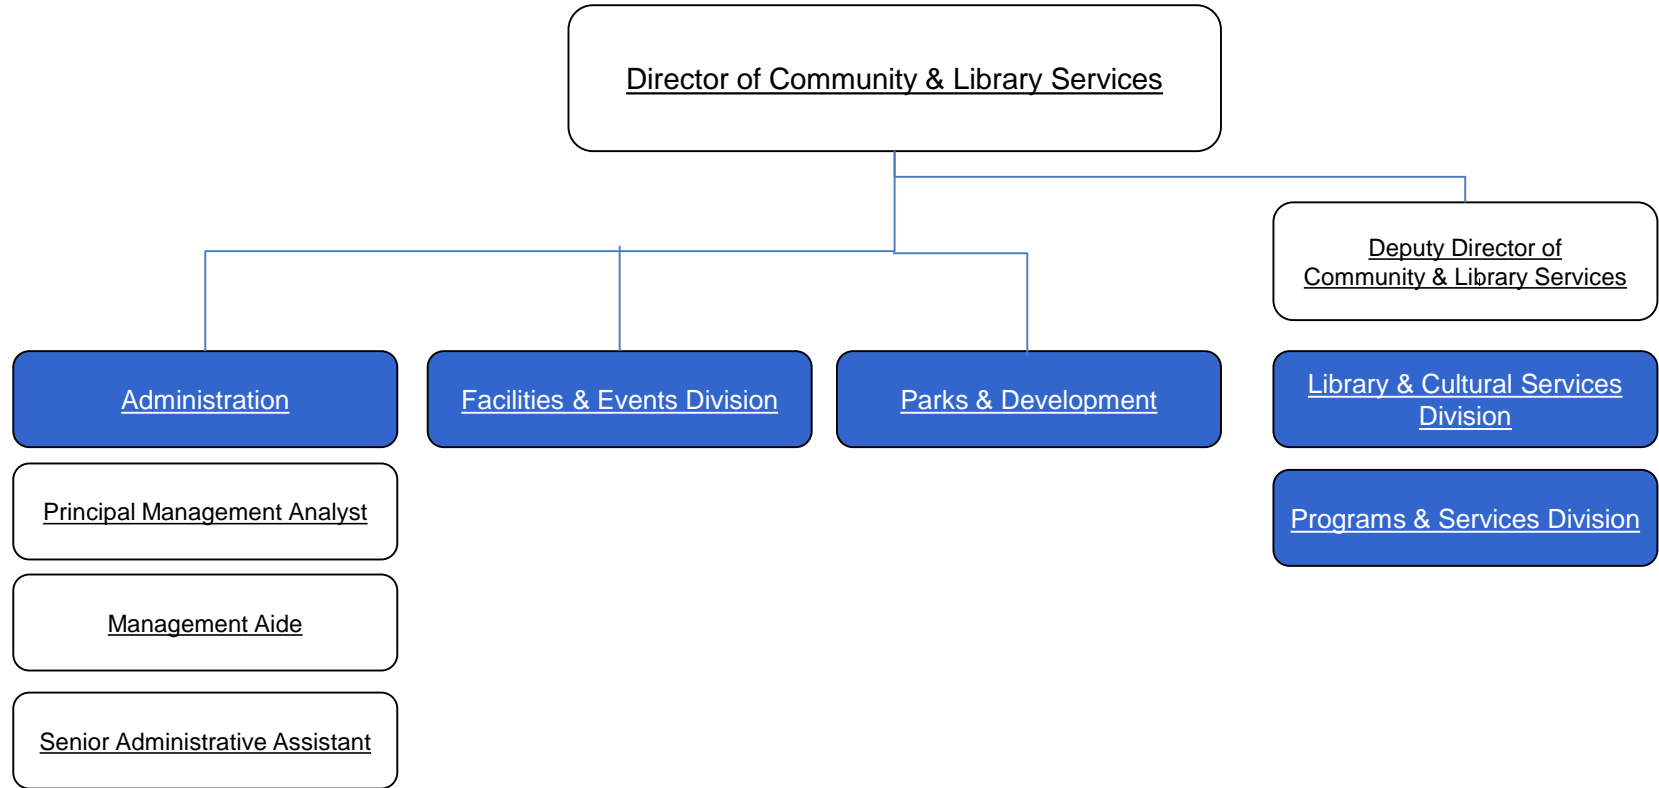 Director of Community & Library Services
Deputy Director of
Community & Library Services
Administration
Facilities & Events Division
Parks & Development
Library & Cultural Services
Division
Principal Management Analyst
Programs & Services Division
Management Aide
Senior Administrative Assistant